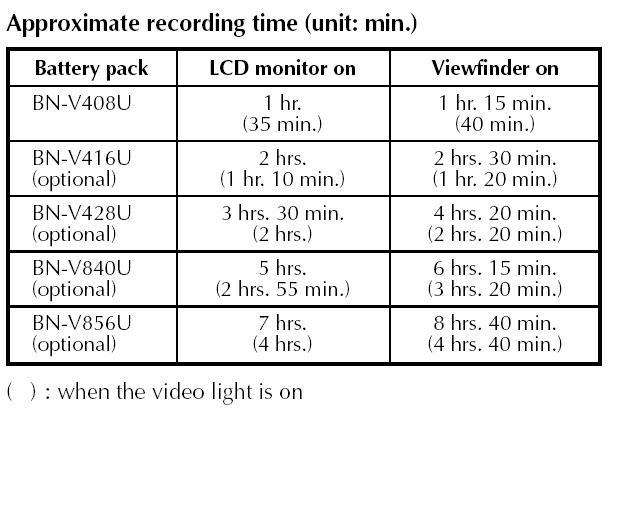 Approximate recording time (unit: min.)
Battery pack LCD monitor on Viewfinder on
BN-V408U 1 hr. 1 hr. 15 min.
(35 min.) (40 min.)
BN-V416U 2 hrs. 2 hrs. 30 min.
(optional) (1 hr. 10 min.) (1 hr. 20 min.)
BN-V428U 3 hrs. 30 min. 4 hrs. 20 min.
(optional) (2 hrs.) (2 hrs. 20 min.)
BN-V840U 5 hrs. 6 hrs. 15 min.
(optional) (2 hrs. 55 min.) (3 hrs. 20 min.)
BN-V856U 7 hrs. 8 hrs. 40 min.
(optional) (4 hrs.) (4 hrs. 40 min.)
( ) : when the video light is on